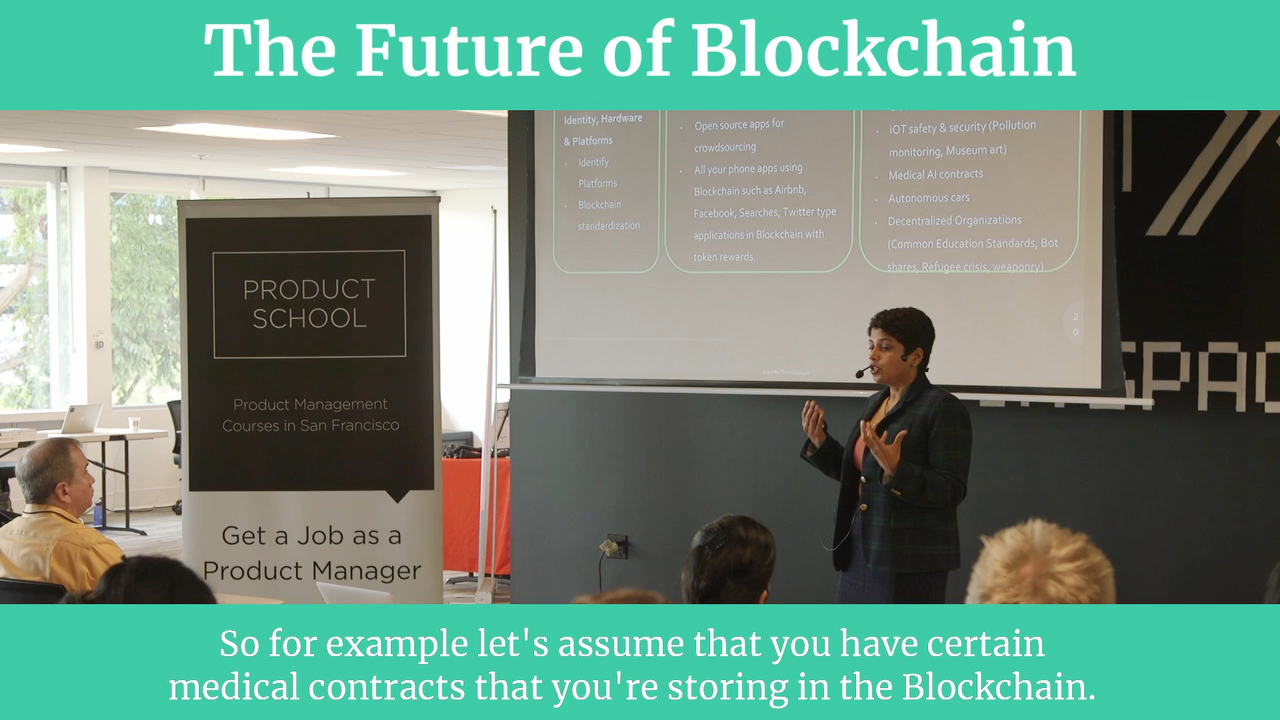 The Future of Blockchain
Identity, Hardware
& Platforms
Identify
Platforms
Blockchain
standardization
Open source apps for
crowdsourcing
All your phone apps using
Blockchain such as Airbnb,
Facebook, Searches, Twitter type
applications in Blockchain with
token rewards.
iOT safety & security (Pollution
monitoring, Museum art)
Medical AI contracts
Autonomous cars
Decentralized Organizations
(Common Education Standards, Bot
shares, Refugee crisis, weaponry)
20
PRODUCT
SCHOOL
Product Management
Courses in San Francisco
Get a Job as a
Product Manager
SPAC
So for example let's assume that you have certain
medical contracts that you're storing in the Blockchain.